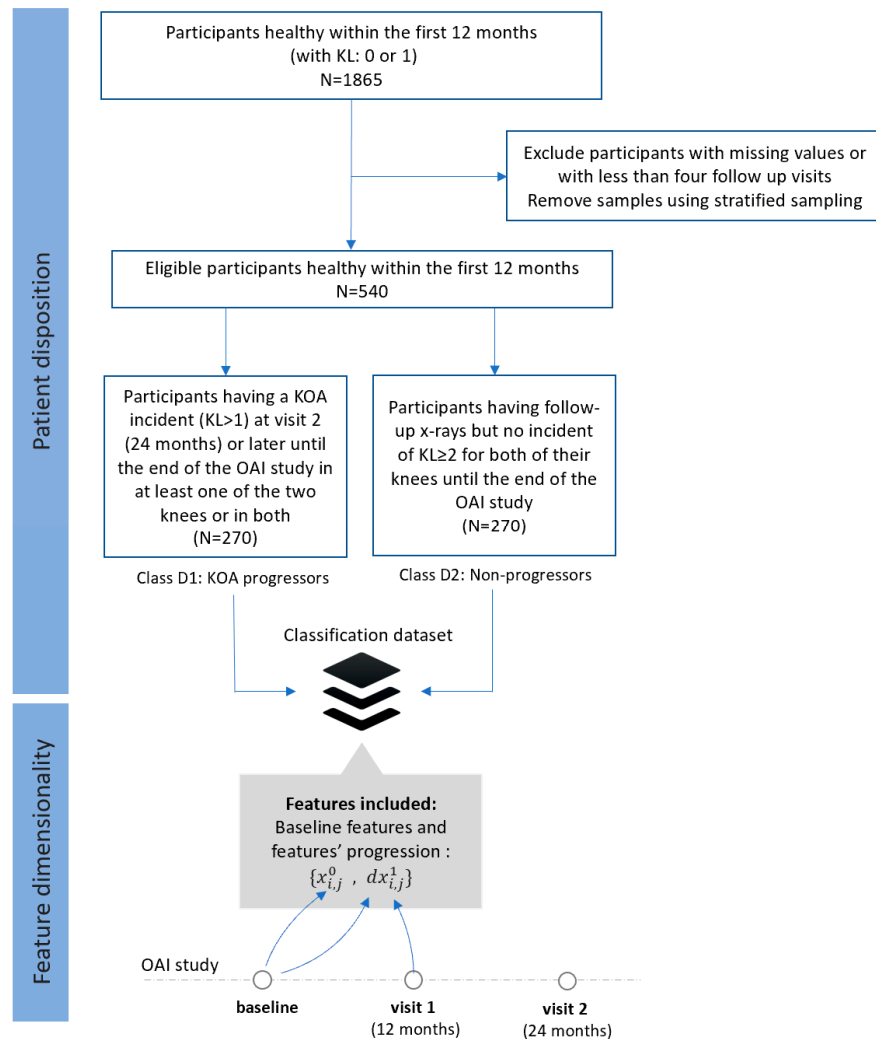 Patient disposition
Participants healthy within the first 12 months
(with KL: 0 or 1)
N=1865
Exclude participants with missing values or
with less than four follow up visits
Remove samples using stratified sampling
Eligible participants healthy within the first 12 months
N=540
Participants having a KOA
incident (KL>1) at visit 2
(24 months) or later until
the end of the OAI study in
at least one of the two
knees or in both
(N=270)
Participants having follow-
up x-rays but no incident
of KL≥2 for both of their
knees until the end of the
OAI study
(N=270)
Class D1: KOA progressors
Class D2: Non-progressors
Classification dataset
Feature dimensionality
Features included:
Baseline features and
features’ progression :
{x⁰ᵢ,ⱼ , dx¹ᵢ,ⱼ}
OAI study
baseline
visit 1
(12 months)
visit 2
(24 months)